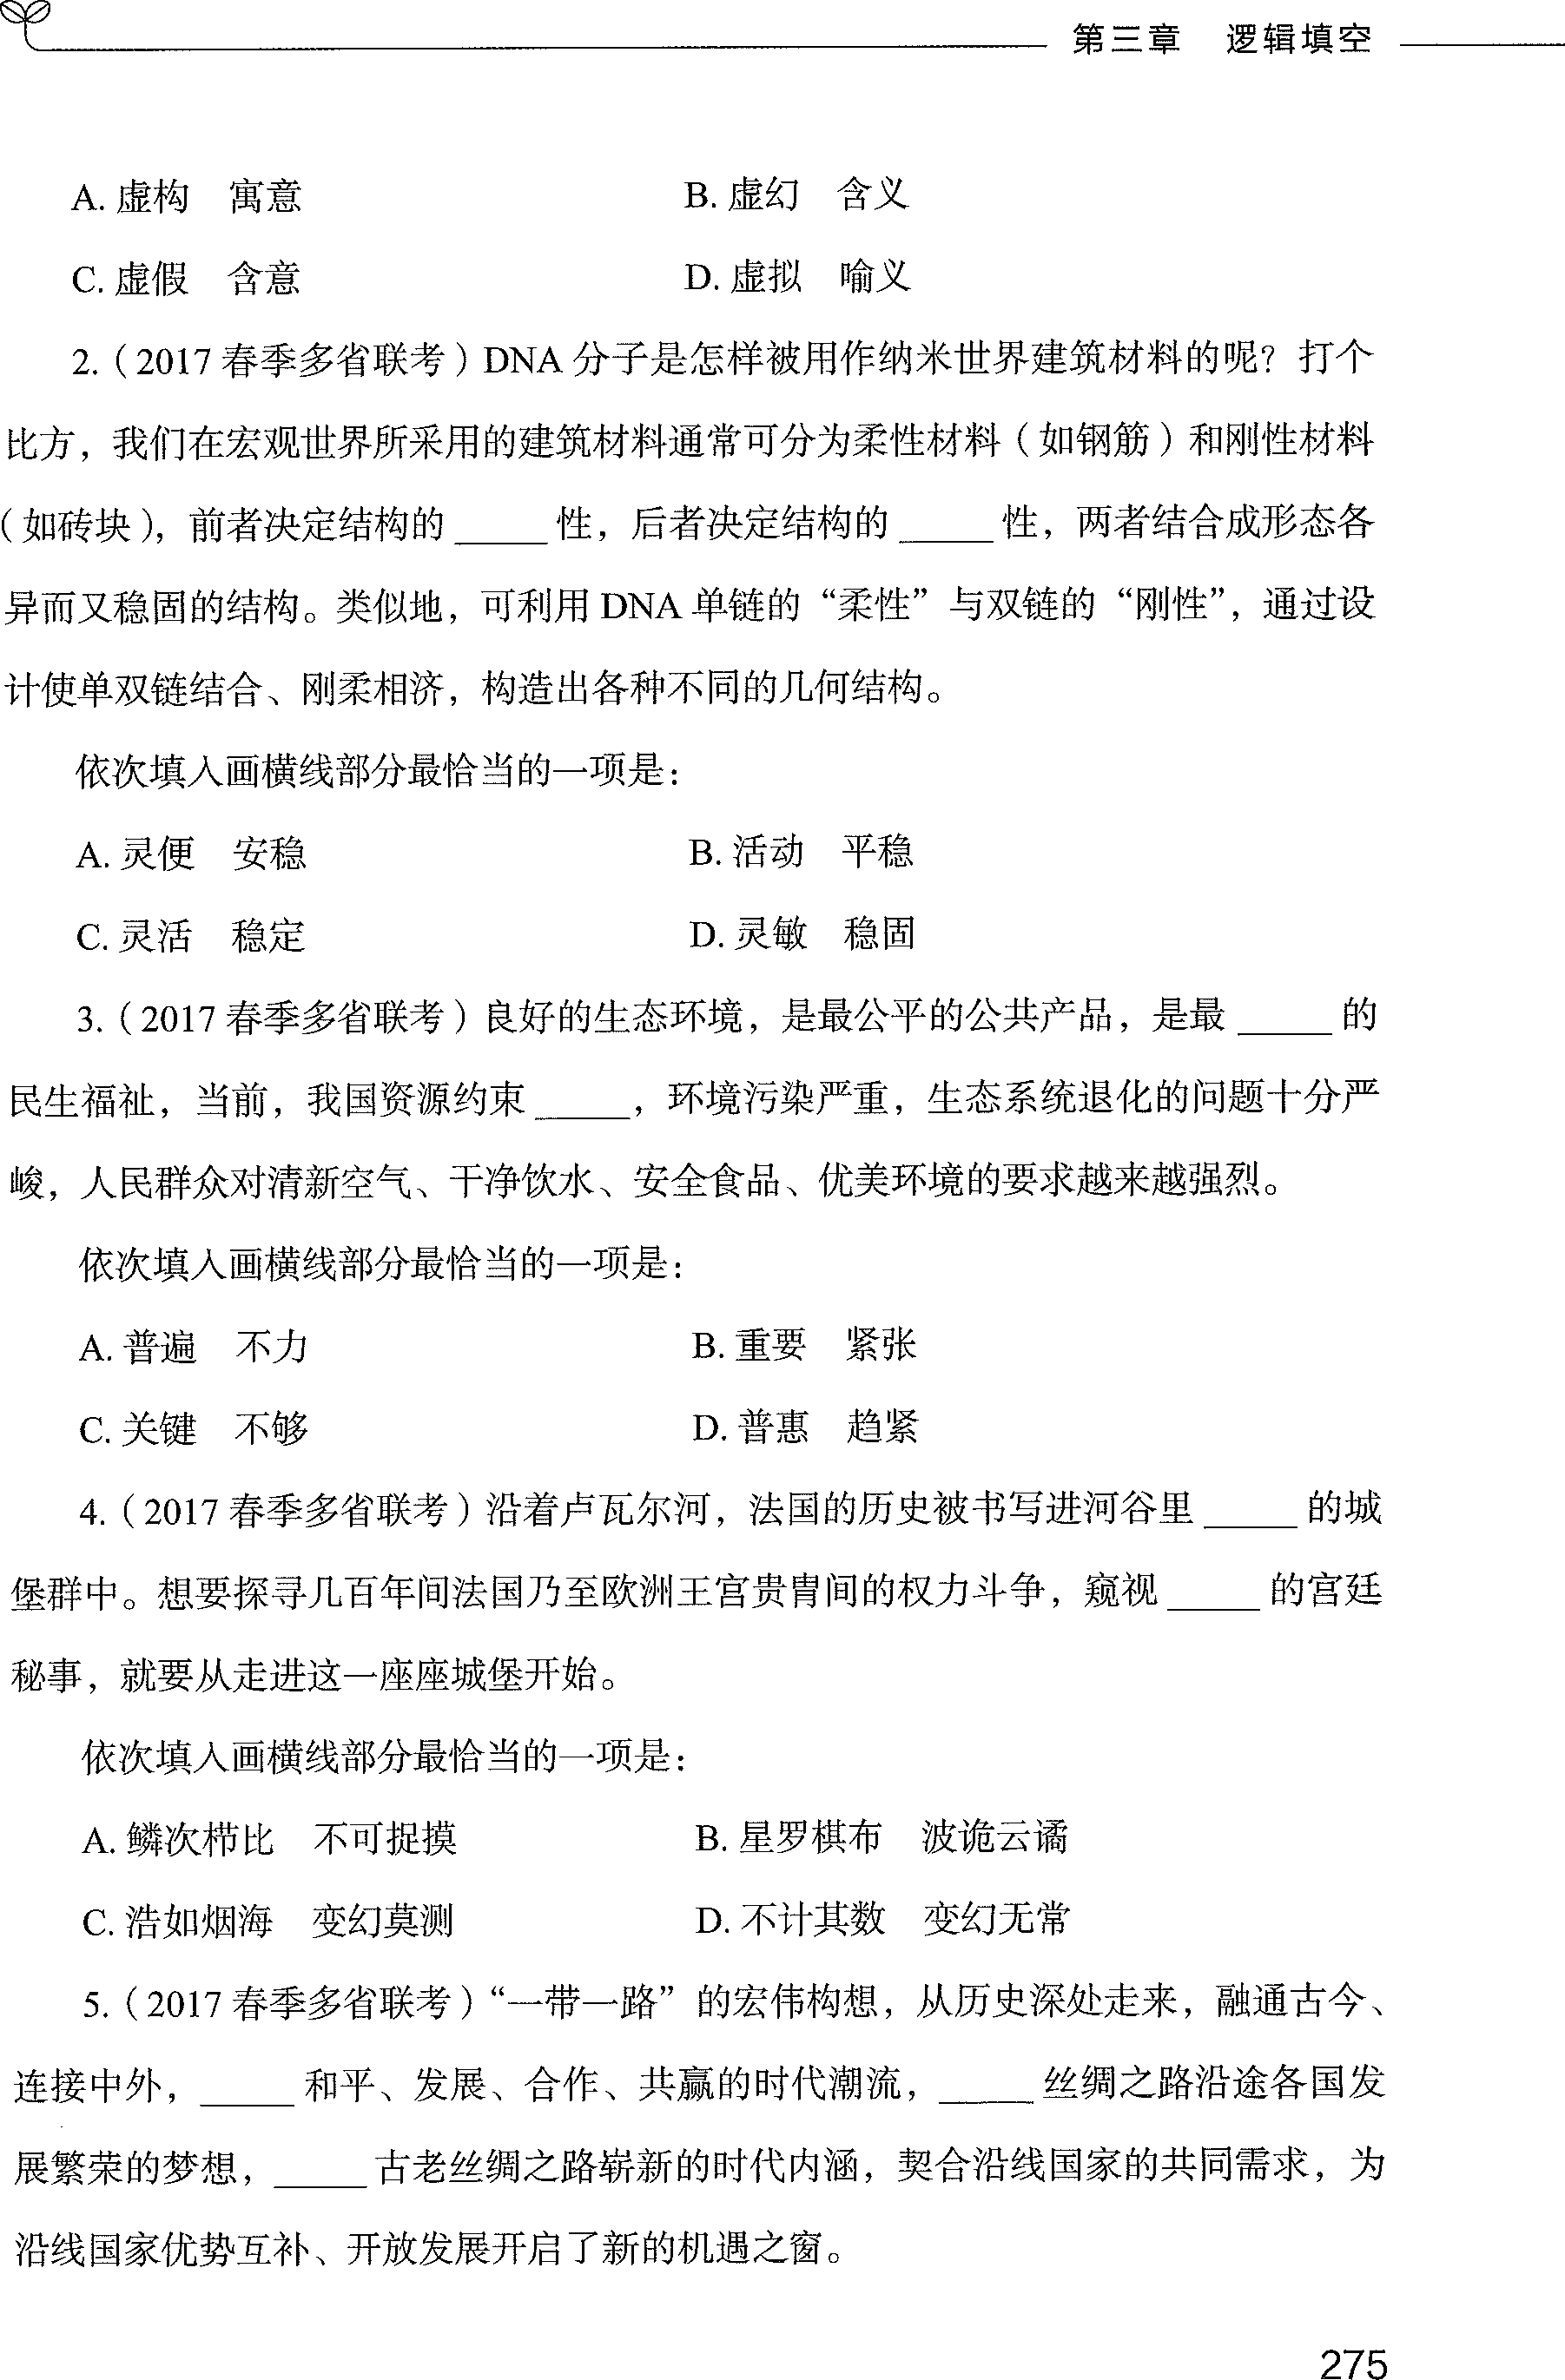 第三章 逻辑填空
A. 虚构 寓意 B. 虚幻 含义
C. 虚假 含意 D. 虚拟 喻义
2.（2017 春季多省联考）DNA 分子是怎样被用作纳米世界建筑材料的呢？打个
比方，我们在宏观世界所采用的建筑材料通常可分为柔性材料（如钢筋）和刚性材料
（如砖块），前者决定结构的 _____ 性，后者决定结构的 _____ 性，两者结合成形态各
异而又稳固的结构。类似地，可利用 DNA 单链的“柔性”与双链的“刚性”，通过设
计使单双链结合、刚柔相济，构造出各种不同的几何结构。
依次填入画横线部分最恰当的一项是：
A. 灵便 安稳 B. 活动 平稳
C. 灵活 稳定 D. 灵敏 稳固
3.（2017 春季多省联考）良好的生态环境，是最公平的公共产品，是最 _____ 的
民生福祉，当前，我国资源约束 _____，环境污染严重，生态系统退化的问题十分严
峻，人民群众对清新空气、干净饮水、安全食品、优美环境的要求越来越强烈。
依次填入画横线部分最恰当的一项是：
A. 普遍 不力 B. 重要 紧张
C. 关键 不够 D. 普惠 趋紧
4.（2017 春季多省联考）沿着卢瓦尔河，法国的历史被书写进河谷里 _____ 的城
堡群中。想要探寻几百年间法国乃至欧洲王宫贵胄间的权力斗争，窥视 _____ 的宫廷
秘事，就要从走进这一座座城堡开始。
依次填入画横线部分最恰当的一项是：
A. 鳞次栉比 不可捉摸 B. 星罗棋布 波诡云谲
C. 浩如烟海 变幻莫测 D. 不计其数 变幻无常
5.（2017 春季多省联考）“一带一路”的宏伟构想，从历史深处走来，融通古今、
连接中外，_____ 和平、发展、合作、共赢的时代潮流，_____ 丝绸之路沿途各国发
展繁荣的梦想，_____ 古老丝绸之路崭新的时代内涵，契合沿线国家的共同需求，为
沿线国家优势互补、开放发展开启了新的机遇之窗。
275